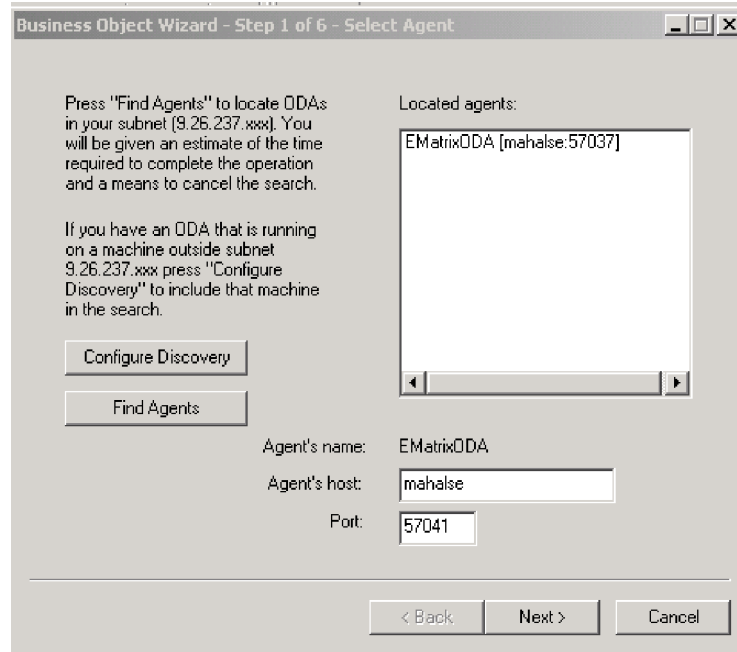 Business Object Wizard - Step 1 of 6 - Select Agent
Press "Find Agents" to locate ODAs
in your subnet (9.26.237.xxx). You
will be given an estimate of the time
required to complete the operation
and a means to cancel the search.
If you have an ODA that is running
on a machine outside subnet
9.26.237.xxx press "Configure
Discovery" to include that machine
in the search.
Configure Discovery
Find Agents
Located agents:
EMatrixODA [mahalse:57037]
Agent's name: EMatrixODA
Agent's host: mahalse
Port: 57041
< Back Next > Cancel